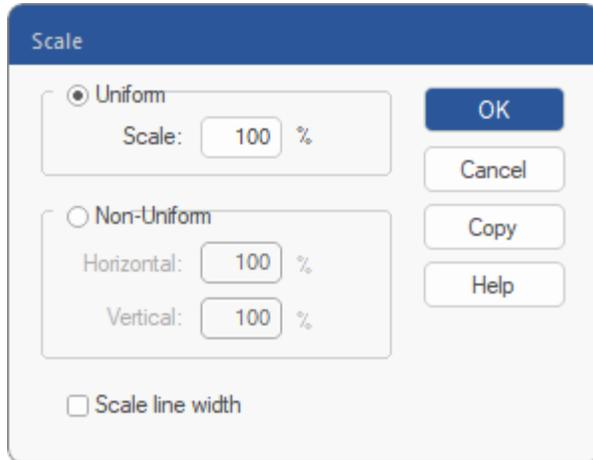 Scale
Uniform
Scale: 100 %
Non-Uniform
Horizontal: 100 %
Vertical: 100 %
Scale line width
OK
Cancel
Copy
Help